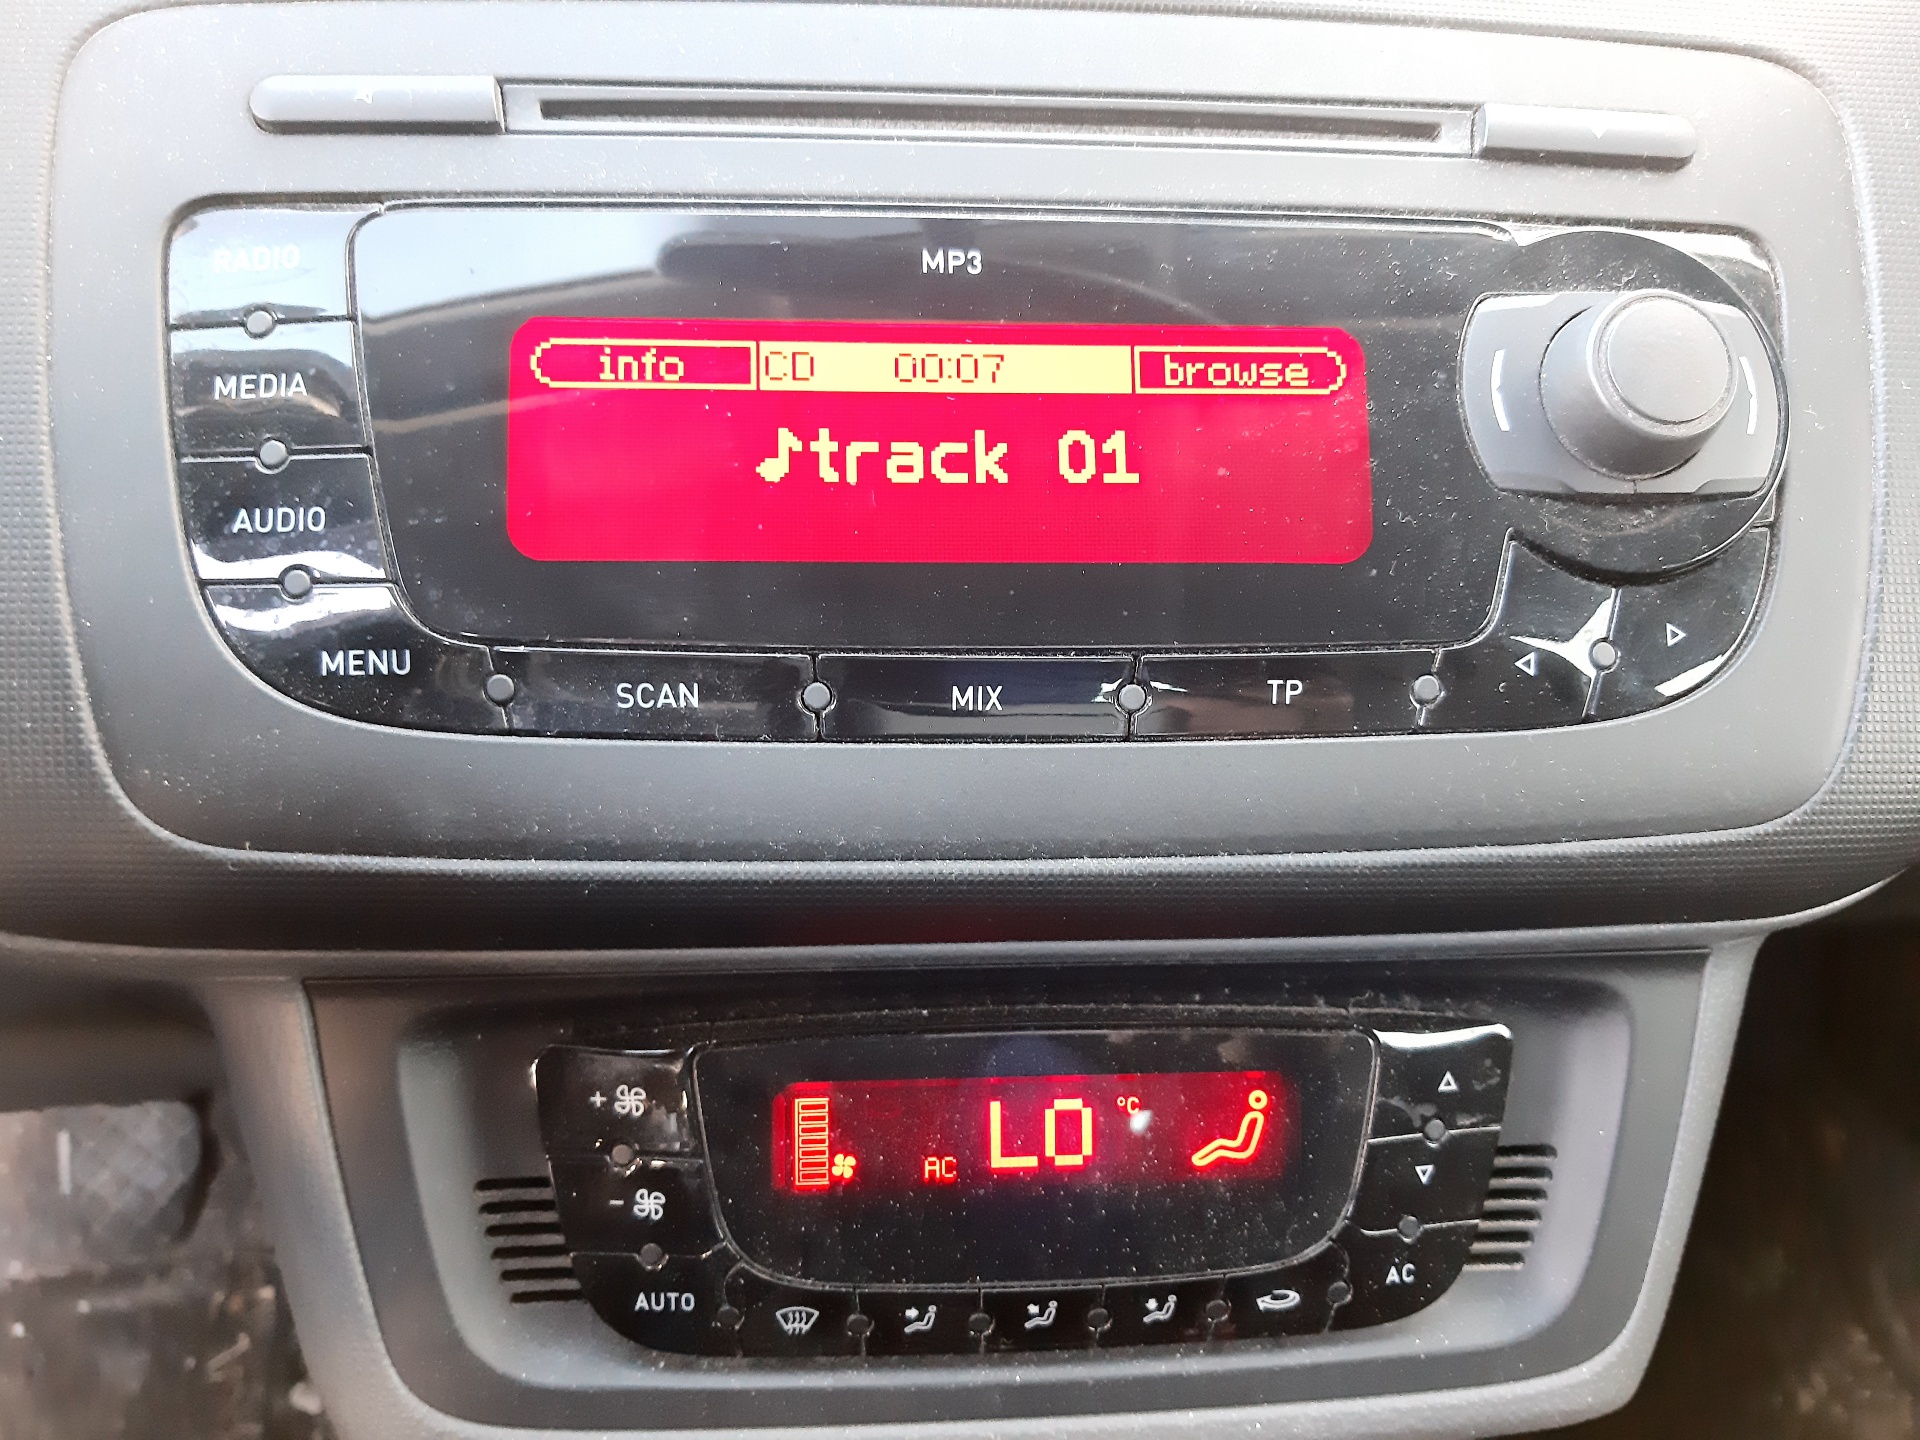 RADIO
MP3
info CD 00:07 browse
MEDIA
track 01
AUDIO
MENU
SCAN
MIX
TP
LO °C
AC
AUTO
AC